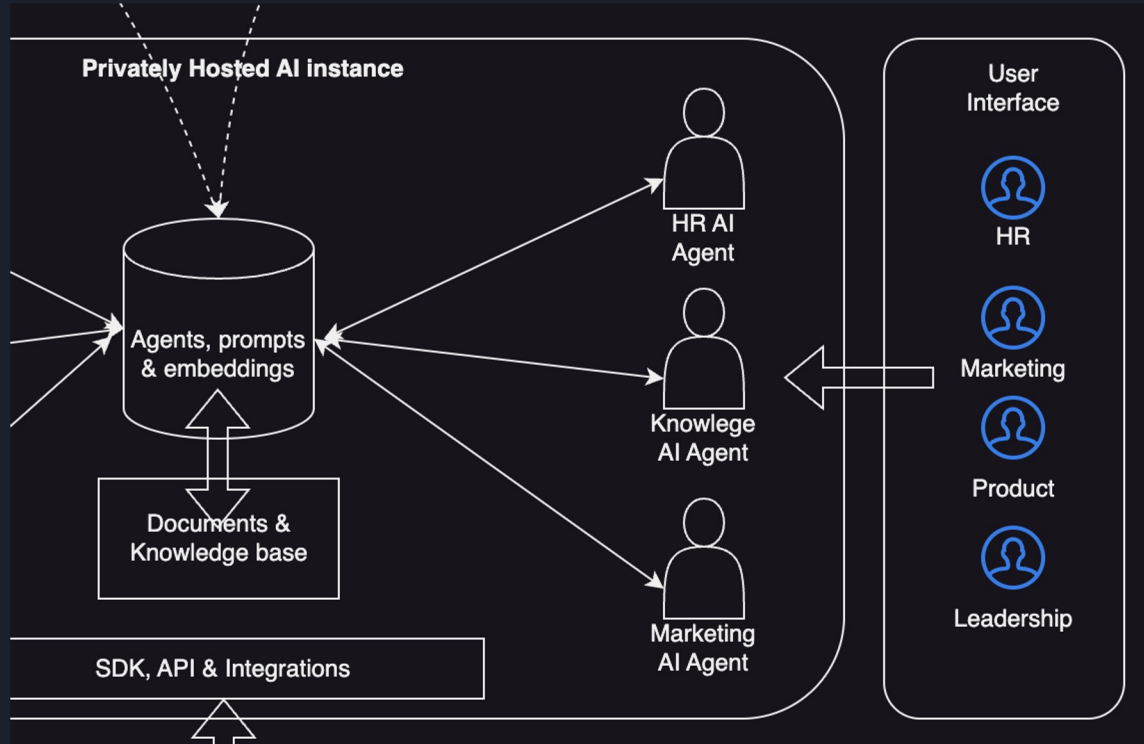 Privately Hosted AI instance
Agents, prompts
& embeddings
Documents &
Knowledge base
SDK, API & Integrations
HR AI
Agent
Knowlege
AI Agent
Marketing
AI Agent
User
Interface
HR
Marketing
Product
Leadership